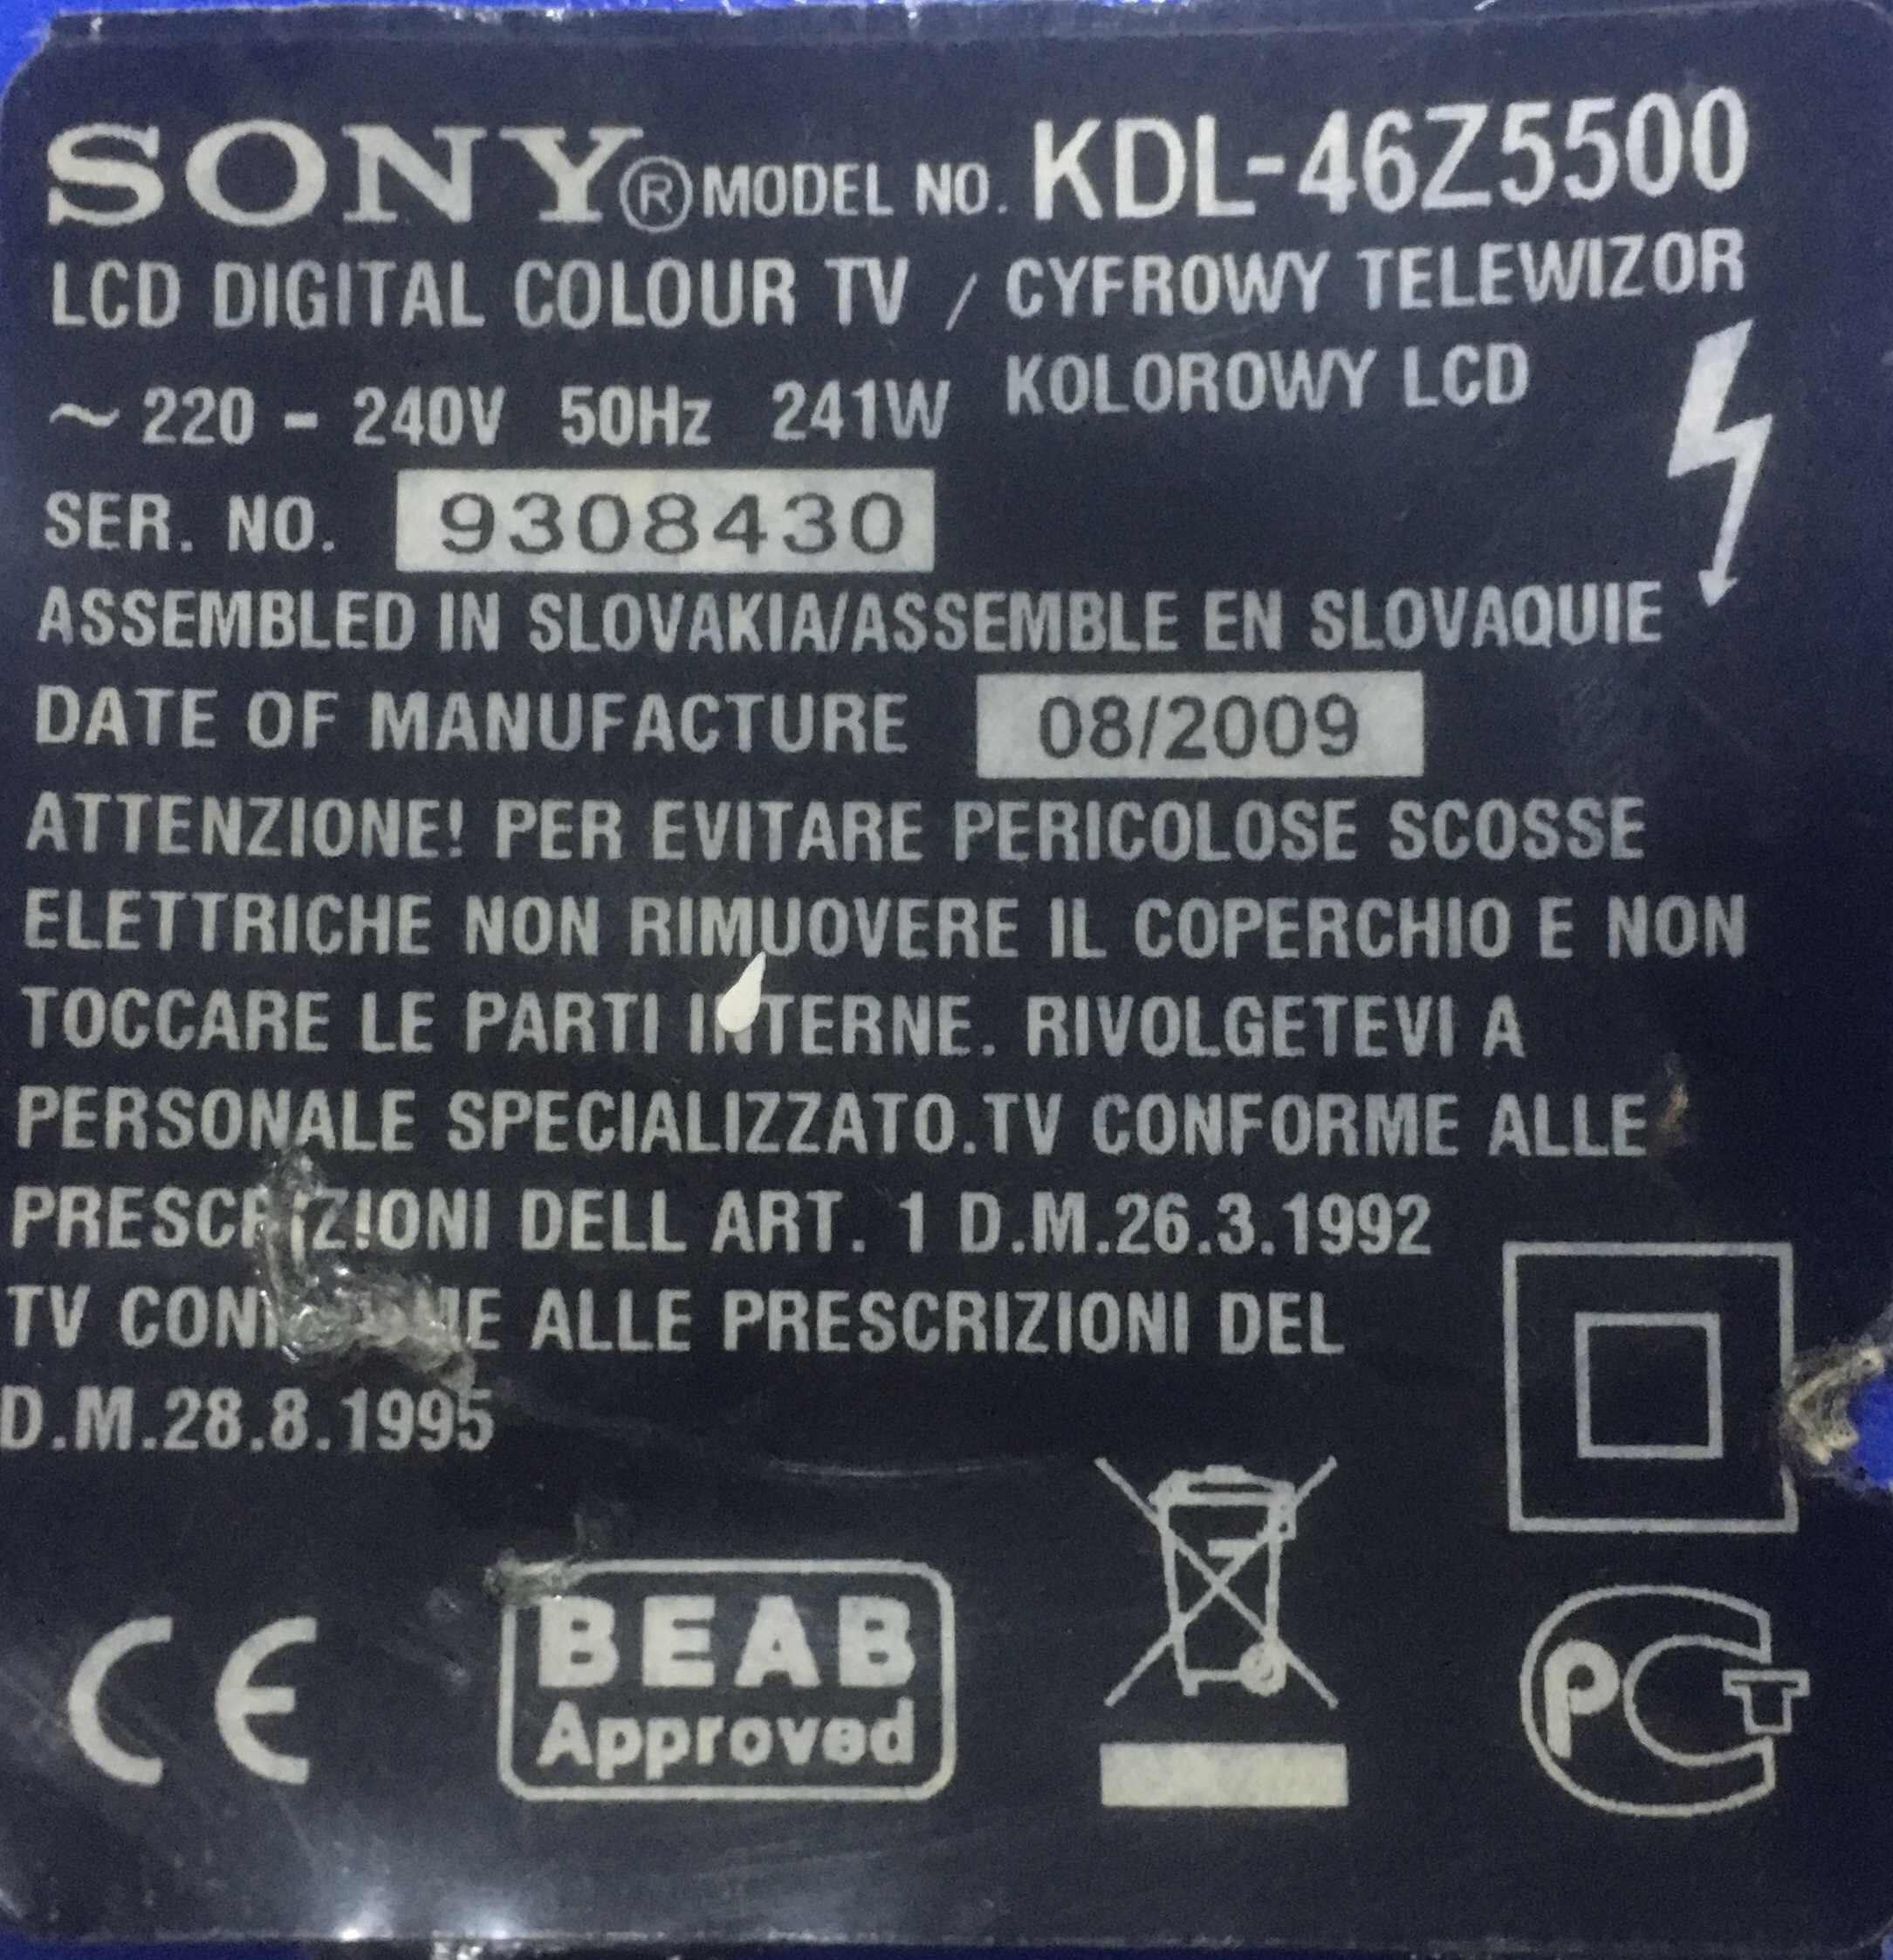 SONY® MODEL NO. KDL-46Z5500
LCD DIGITAL COLOUR TV / CYFROWY TELEWIZOR
KOLOROWY LCD
~ 220 - 240V 50Hz 241W
SER. NO. 9308430
ASSEMBLED IN SLOVAKIA/ASSEMBLE EN SLOVAQUIE
DATE OF MANUFACTURE 08/2009
ATTENZIONE! PER EVITARE PERICOLOSE SCOSSE
ELETTRICHE NON RIMUOVERE IL COPERCHIO E NON
TOCCARE LE PARTI INTERNE. RIVOLGETEVI A
PERSONALE SPECIALIZZATO.TV CONFORME ALLE
PRESCRIZIONI DELL ART. 1 D.M.26.3.1992
TV CONFORME ALLE PRESCRIZIONI DEL
D.M.28.8.1995
CE
BEAB
Approved
PCT